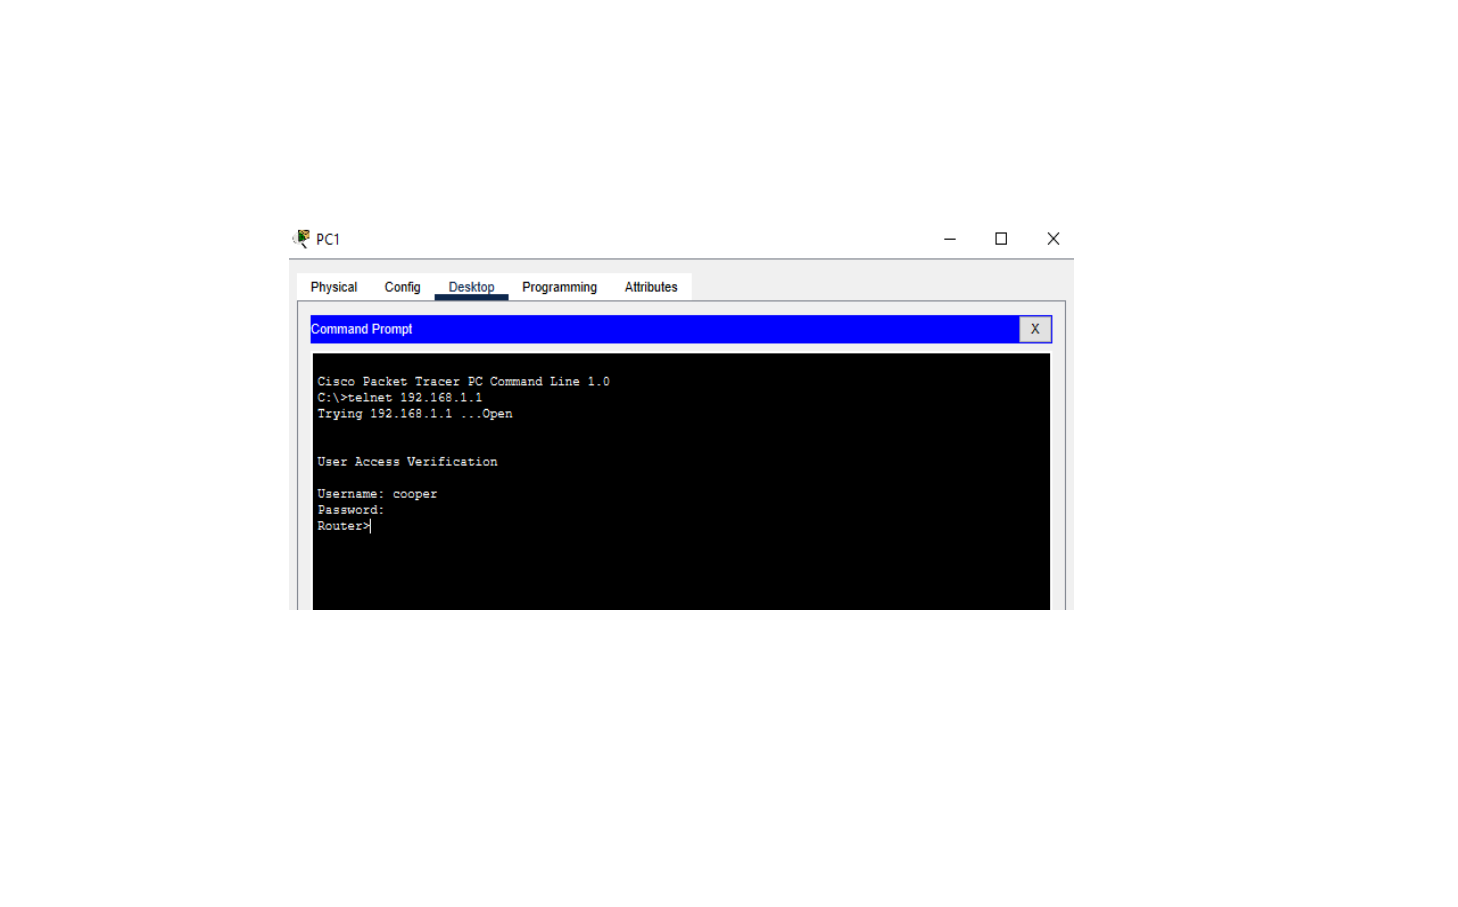 PC1
Physical Config Desktop Programming Attributes
Command Prompt X
Cisco Packet Tracer PC Command Line 1.0
C:\>telnet 192.168.1.1
Trying 192.168.1.1 ...Open
User Access Verification
Username: cooper
Password:
Router>